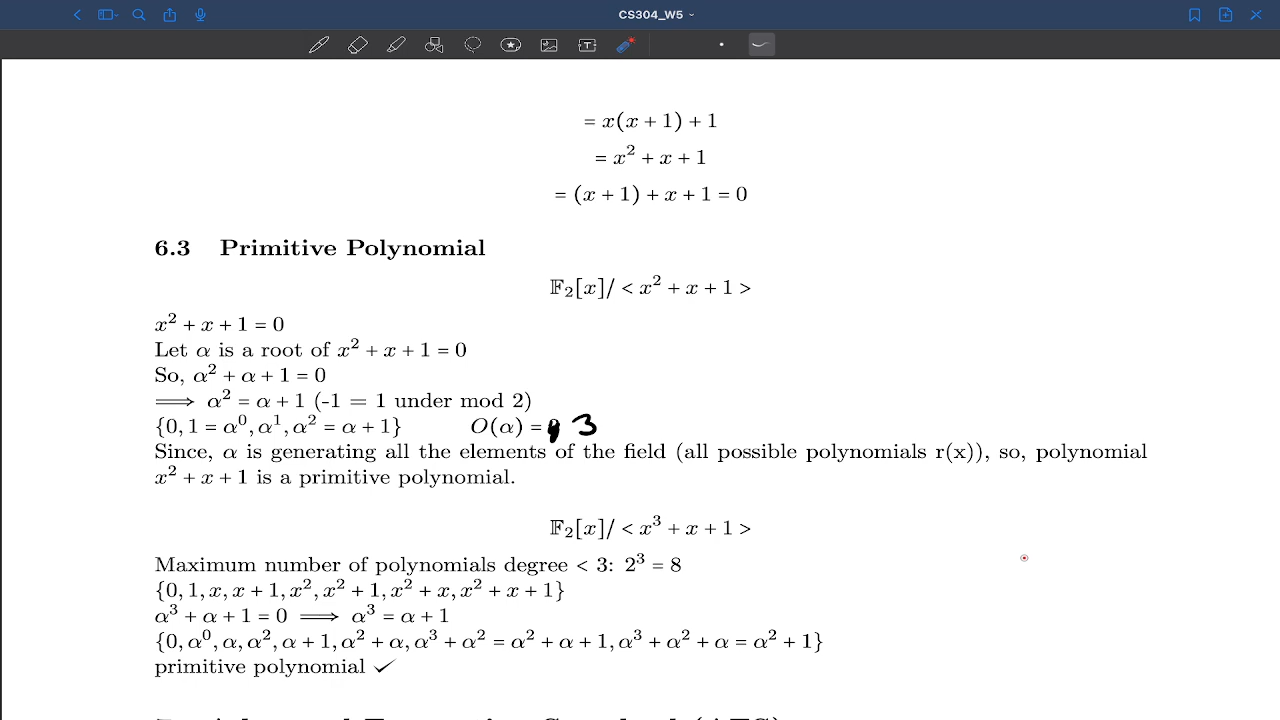 CS304_W5
= x(x + 1) + 1
= x² + x + 1
= (x + 1) + x + 1 = 0
6.3 Primitive Polynomial
𝔽₂[x]/ < x² + x + 1 >
x² + x + 1 = 0
Let α is a root of x² + x + 1 = 0
So, α² + α + 1 = 0
⟹ α² = α + 1 (-1 = 1 under mod 2)
{0, 1 = α⁰, α¹, α² = α + 1} O(α) = 3
Since, α is generating all the elements of the field (all possible polynomials r(x)), so, polynomial
x² + x + 1 is a primitive polynomial.
𝔽₂[x]/ < x³ + x + 1 >
Maximum number of polynomials degree < 3: 2³ = 8
{0, 1, x, x + 1, x², x² + 1, x² + x, x² + x + 1}
α³ + α + 1 = 0 ⟹ α³ = α + 1
{0, α⁰, α, α², α + 1, α² + α, α³ + α² = α² + α + 1, α³ + α² + α = α² + 1}
primitive polynomial ✓